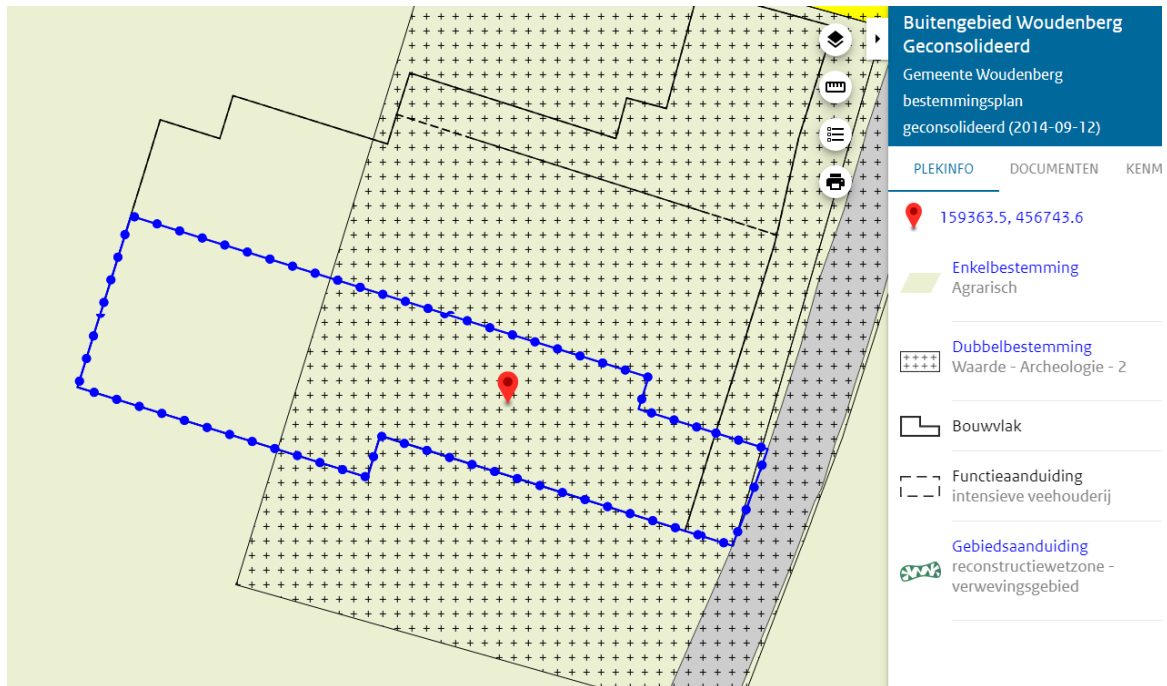 Buitengebied Woudenberg
Geconsolideerd
Gemeente Woudenberg
bestemmingsplan
geconsolideerd (2014-09-12)
PLEKINFO DOCUMENTEN KENM
159363.5, 456743.6
Enkelbestemming
Agrarisch
Dubbelbestemming
Waarde - Archeologie - 2
Bouwvlak
Functieaanduiding
intensieve veehouderij
Gebiedsaanduiding
reconstructiewetzone -
verwevingsgebied